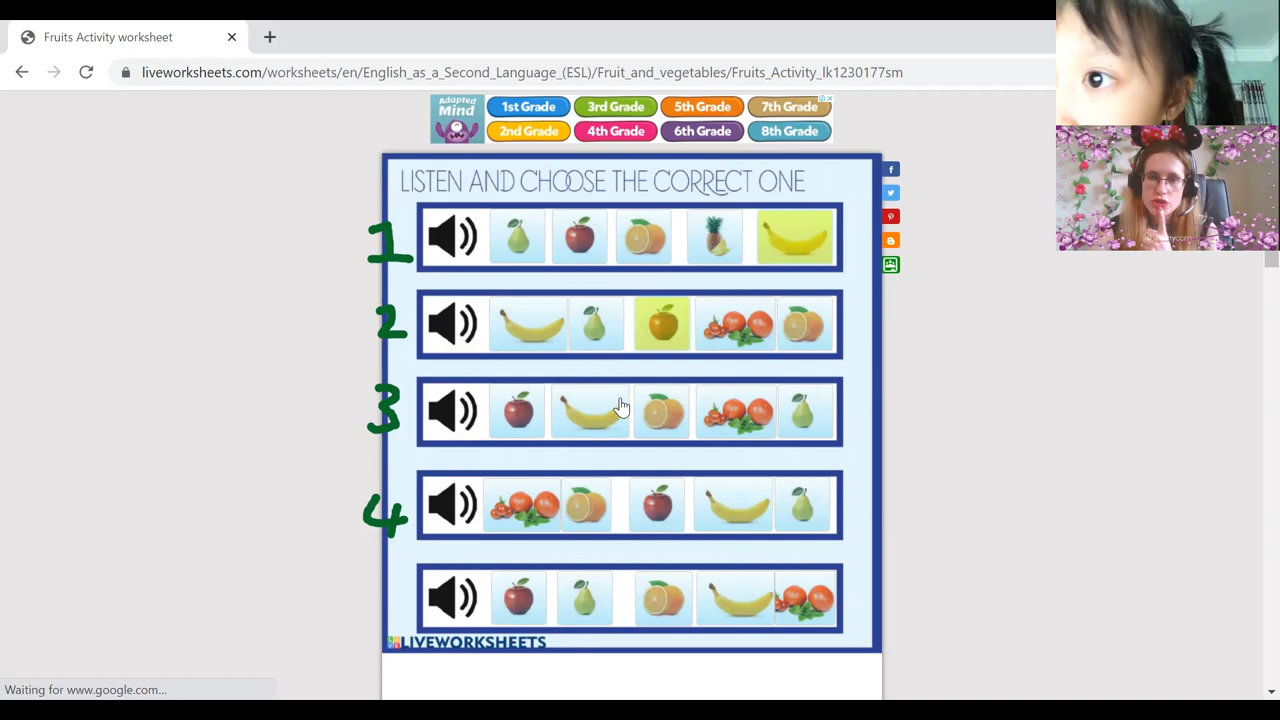 Fruits Activity worksheet
liveworksheets.com/worksheets/en/English_as_a_Second_Language_(ESL)/Fruit_and_vegetables/Fruits_Activity_lk1230177sm
Adapted Mind
1st Grade 3rd Grade 5th Grade 7th Grade
2nd Grade 4th Grade 6th Grade 8th Grade
LISTEN AND CHOOSE THE CORRECT ONE
1
2
3
4
LIVEWORKSHEETS
Waiting for www.google.com...